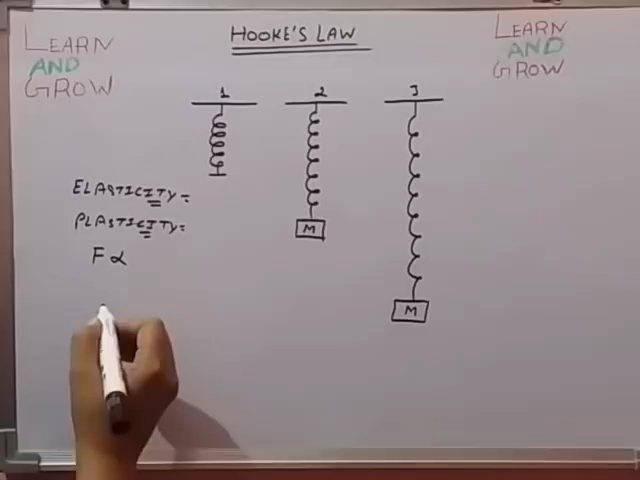 LEARN
AND
GROW
HOOKE'S LAW
LEARN
AND
GROW
1
2
3
ELASTICITY=
PLASTICITY=
F∝
M
M